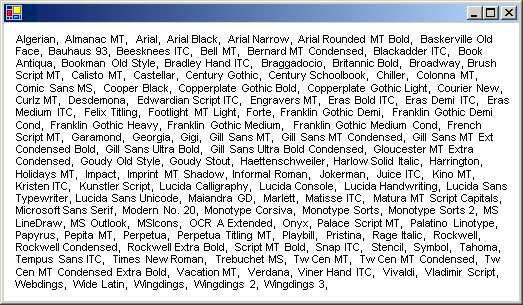 Algerian, Almanac MT, Arial, Arial Black, Arial Narrow, Arial Rounded MT Bold, Baskerville Old
Face, Bauhaus 93, Beesknees ITC, Bell MT, Bernard MT Condensed, Blackadder ITC, Book
Antiqua, Bookman Old Style, Bradley Hand ITC, Braggadocio, Britannic Bold, Broadway, Brush
Script MT, Calisto MT, Castellar, Century Gothic, Century Schoolbook, Chiller, Colonna MT,
Comic Sans MS, Cooper Black, Copperplate Gothic Bold, Copperplate Gothic Light, Courier New,
Curlz MT, Desdemona, Edwardian Script ITC, Engravers MT, Eras Bold ITC, Eras Demi ITC, Eras
Medium ITC, Felix Titling, Footlight MT Light, Forte, Franklin Gothic Demi, Franklin Gothic Demi
Cond, Franklin Gothic Heavy, Franklin Gothic Medium, Franklin Gothic Medium Cond, French
Script MT, Garamond, Georgia, Gigi, Gill Sans MT, Gill Sans MT Condensed, Gill Sans MT Ext
Condensed Bold, Gill Sans Ultra Bold, Gill Sans Ultra Bold Condensed, Gloucester MT Extra
Condensed, Goudy Old Style, Goudy Stout, Haettenschweiler, Harlow Solid Italic, Harrington,
Holidays MT, Impact, Imprint MT Shadow, Informal Roman, Jokerman, Juice ITC, Kino MT,
Kristen ITC, Kunstler Script, Lucida Calligraphy, Lucida Console, Lucida Handwriting, Lucida Sans
Typewriter, Lucida Sans Unicode, Maiandra GD, Marlett, Matisse ITC, Matura MT Script Capitals,
Microsoft Sans Serif, Modern No. 20, Monotype Corsiva, Monotype Sorts, Monotype Sorts 2, MS
LineDraw, MS Outlook, MSIcons, OCR A Extended, Onyx, Palace Script MT, Palatino Linotype,
Papyrus, Pepita MT, Perpetua, Perpetua Titling MT, Playbill, Pristina, Rage Italic, Rockwell,
Rockwell Condensed, Rockwell Extra Bold, Script MT Bold, Snap ITC, Stencil, Symbol, Tahoma,
Tempus Sans ITC, Times New Roman, Trebuchet MS, Tw Cen MT, Tw Cen MT Condensed, Tw
Cen MT Condensed Extra Bold, Vacation MT, Verdana, Viner Hand ITC, Vivaldi, Vladimir Script,
Webdings, Wide Latin, Wingdings, Wingdings 2, Wingdings 3,